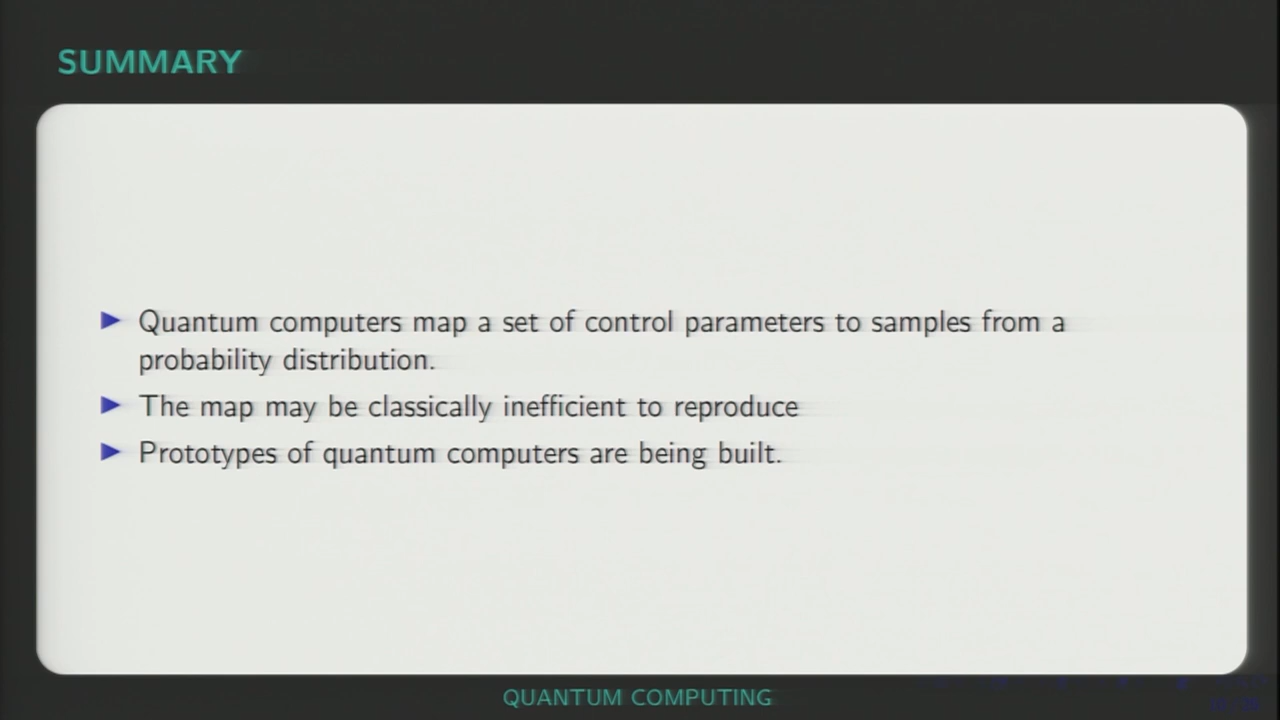 SUMMARY
Quantum computers map a set of control parameters to samples from a
probability distribution.
The map may be classically inefficient to reproduce
Prototypes of quantum computers are being built.
QUANTUM COMPUTING